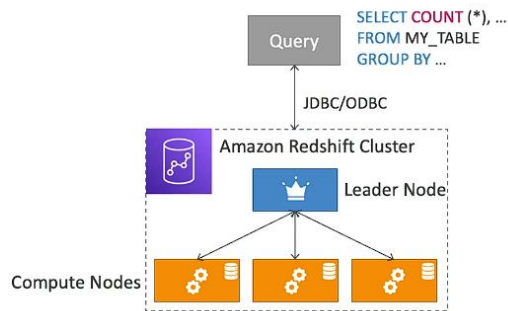 Query
SELECT COUNT (*), ...
FROM MY_TABLE
GROUP BY ...
JDBC/ODBC
Amazon Redshift Cluster
Leader Node
Compute Nodes